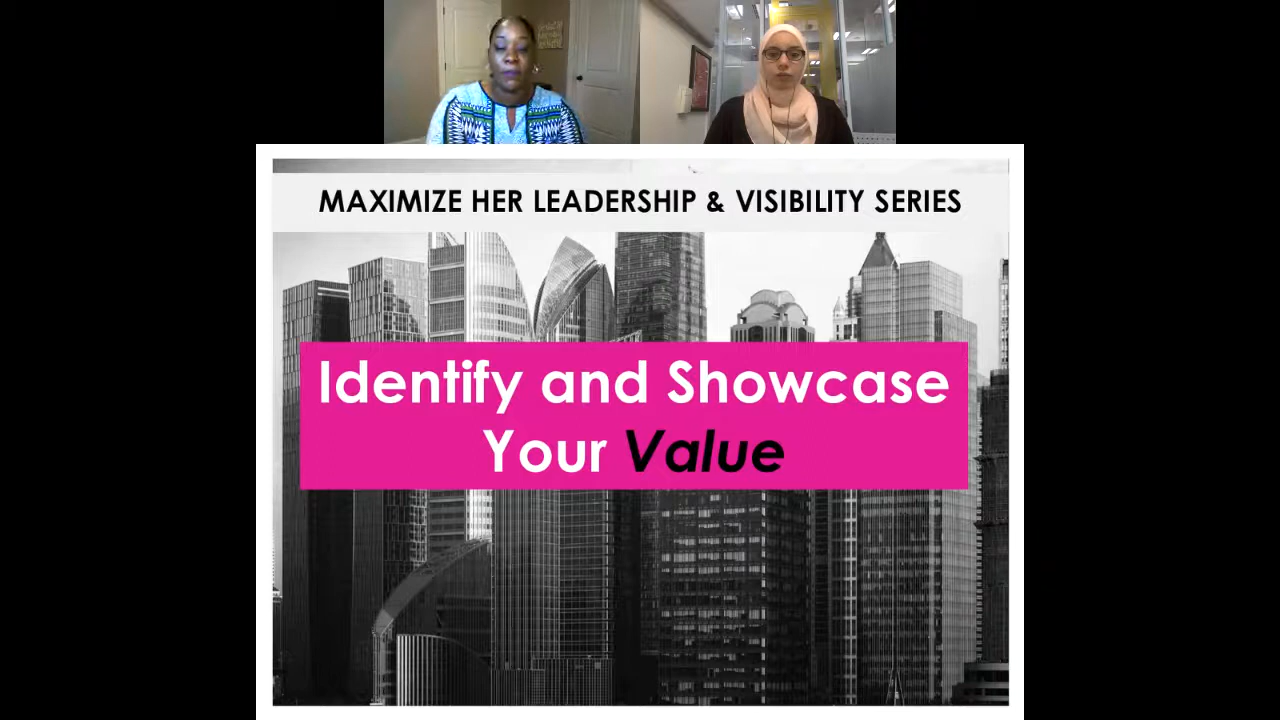 MAXIMIZE HER LEADERSHIP & VISIBILITY SERIES
Identify and Showcase
Your Value